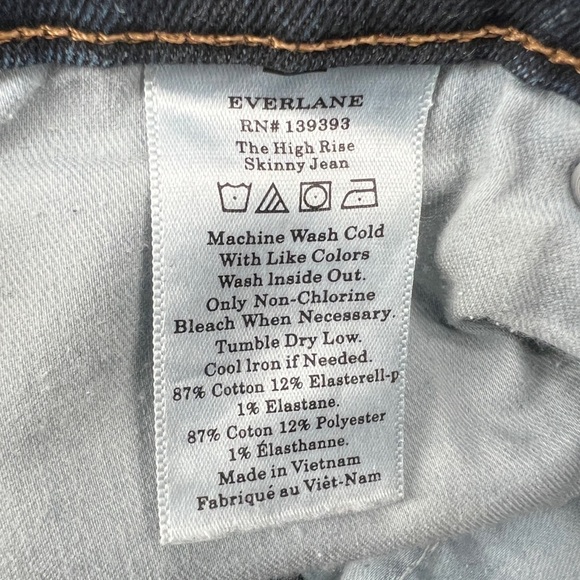 EVERLANE
RN# 139393
The High Rise
Skinny Jean
Machine Wash Cold
With Like Colors
Wash Inside Out.
Only Non-Chlorine
Bleach When Necessary.
Tumble Dry Low.
Cool Iron if Needed.
87% Cotton 12% Elasterell-p
1% Elastane.
87% Coton 12% Polyester
1% Élasthanne.
Made in Vietnam
Fabriqué au Viêt-Nam